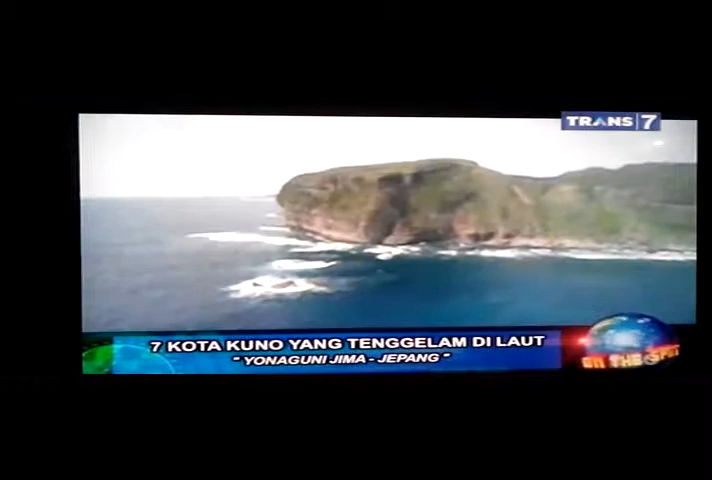 TRANS|7
7 KOTA KUNO YANG TENGGELAM DI LAUT
"YONAGUNI JIMA - JEPANG"
ON THE SPOT